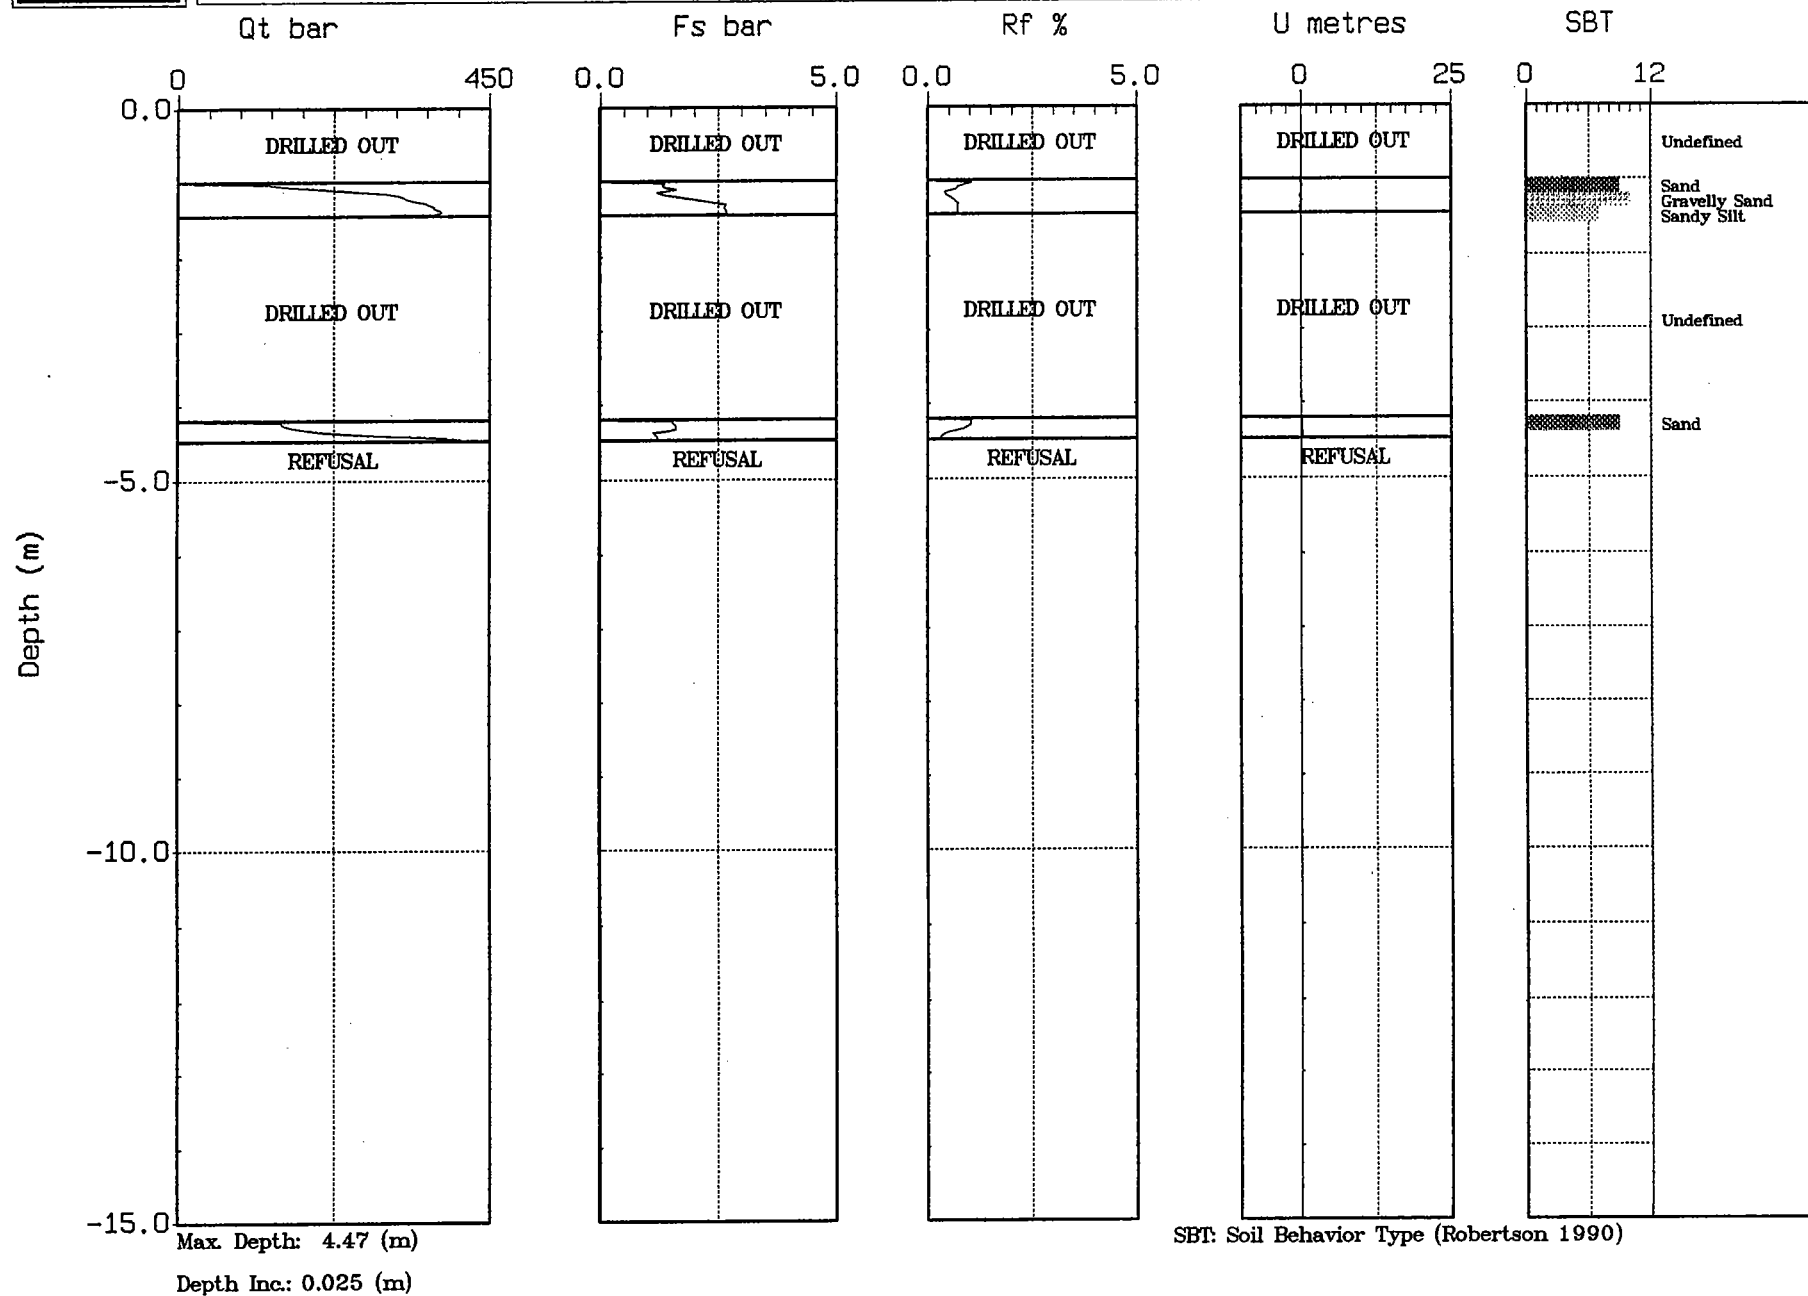 Qt bar Fs bar Rf % U metres SBT
0 450 0.0 5.0 0.0 5.0 0 25 0 12
0.0
DRILLED OUT DRILLED OUT DRILLED OUT DRILLED OUT Undefined
Sand
Gravelly Sand
Sandy Silt
DRILLED OUT DRILLED OUT DRILLED OUT DRILLED OUT Undefined
Sand
REFUSAL REFUSAL REFUSAL REFUSAL
-5.0
Depth (m)
-10.0
-15.0
Max. Depth: 4.47 (m)
SBT: Soil Behavior Type (Robertson 1990)
Depth Inc.: 0.025 (m)